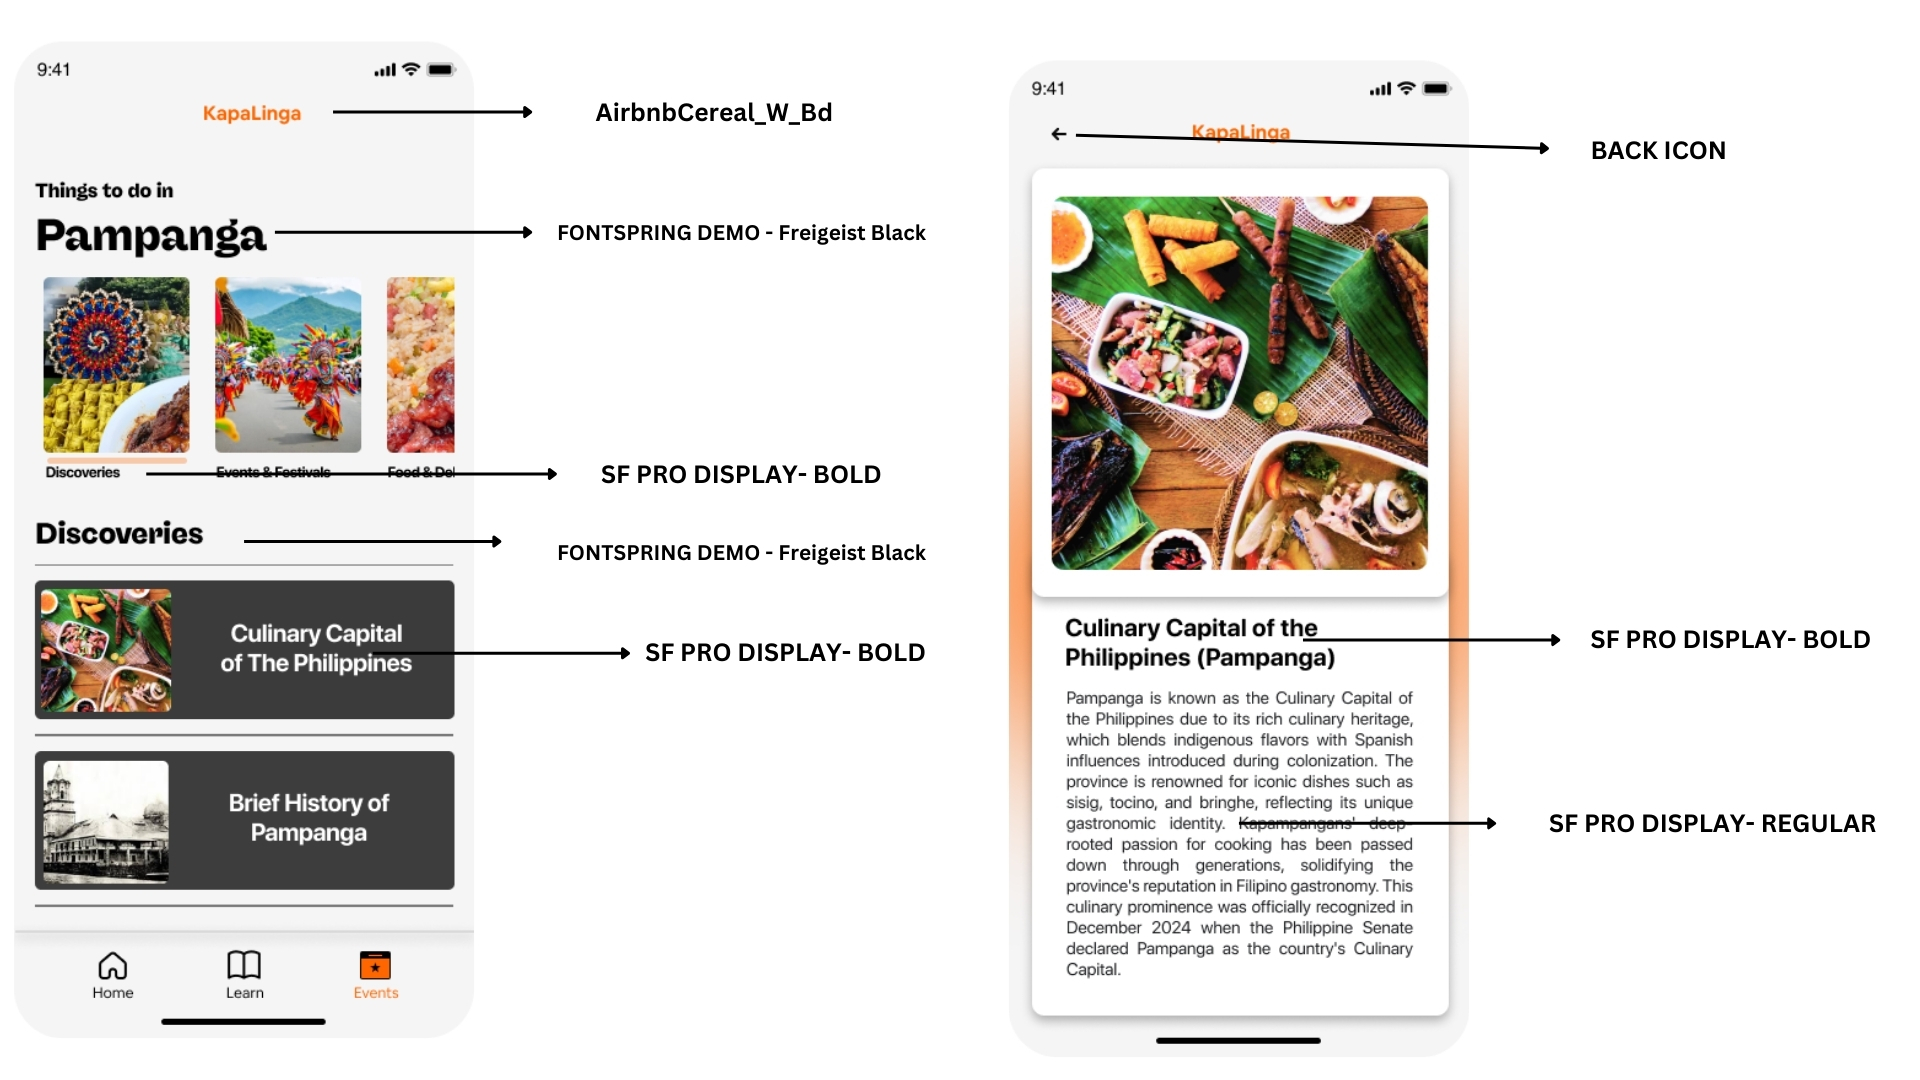 9:41
KapaLinga
AirbnbCereal_W_Bd
Things to do in
Pampanga
FONTSPRING DEMO - Freigeist Black
Discoveries
Events & Festivals
Food & Del
SF PRO DISPLAY- BOLD
Discoveries
FONTSPRING DEMO - Freigeist Black
Culinary Capital
of The Philippines
SF PRO DISPLAY- BOLD
Brief History of
Pampanga
Home
Learn
Events
9:41
KapaLinga
BACK ICON
Culinary Capital of the
Philippines (Pampanga)
SF PRO DISPLAY- BOLD
Pampanga is known as the Culinary Capital of
the Philippines due to its rich culinary heritage,
which blends indigenous flavors with Spanish
influences introduced during colonization. The
province is renowned for iconic dishes such as
sisig, tocino, and bringhe, reflecting its unique
gastronomic identity. Kapampangans' deep-
rooted passion for cooking has been passed
down through generations, solidifying the
province's reputation in Filipino gastronomy. This
culinary prominence was officially recognized in
December 2024 when the Philippine Senate
declared Pampanga as the country's Culinary
Capital.
SF PRO DISPLAY- REGULAR